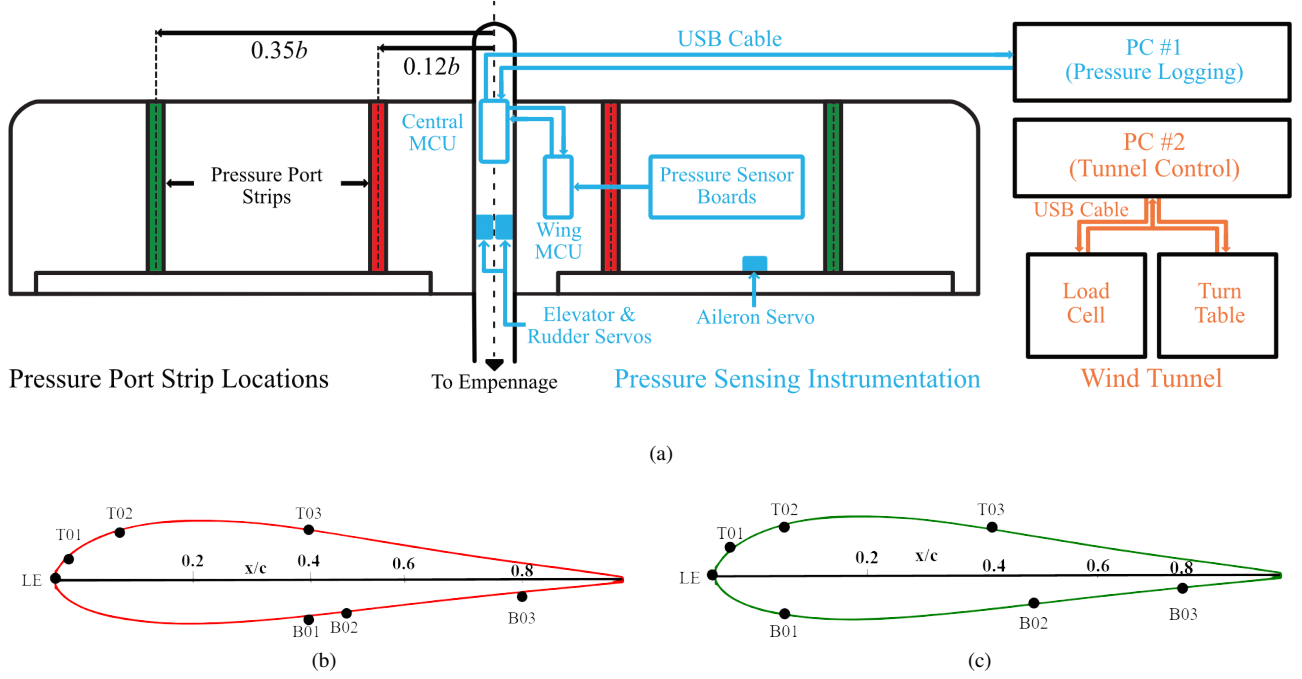 0.35b
0.12b
USB Cable
PC #1
(Pressure Logging)
Central
MCU
Pressure Port
Strips
Wing
MCU
Pressure Sensor
Boards
PC #2
(Tunnel Control)
USB Cable
Load
Cell
Turn
Table
Elevator &
Rudder Servos
Aileron Servo
To Empennage
Pressure Port Strip Locations
Pressure Sensing Instrumentation
Wind Tunnel
(a)
T01
T02
T03
LE
0.2
x/c
0.4
0.6
0.8
B01
B02
B03
(b)
T01
T02
T03
LE
0.2
x/c
0.4
0.6
0.8
B01
B02
B03
(c)